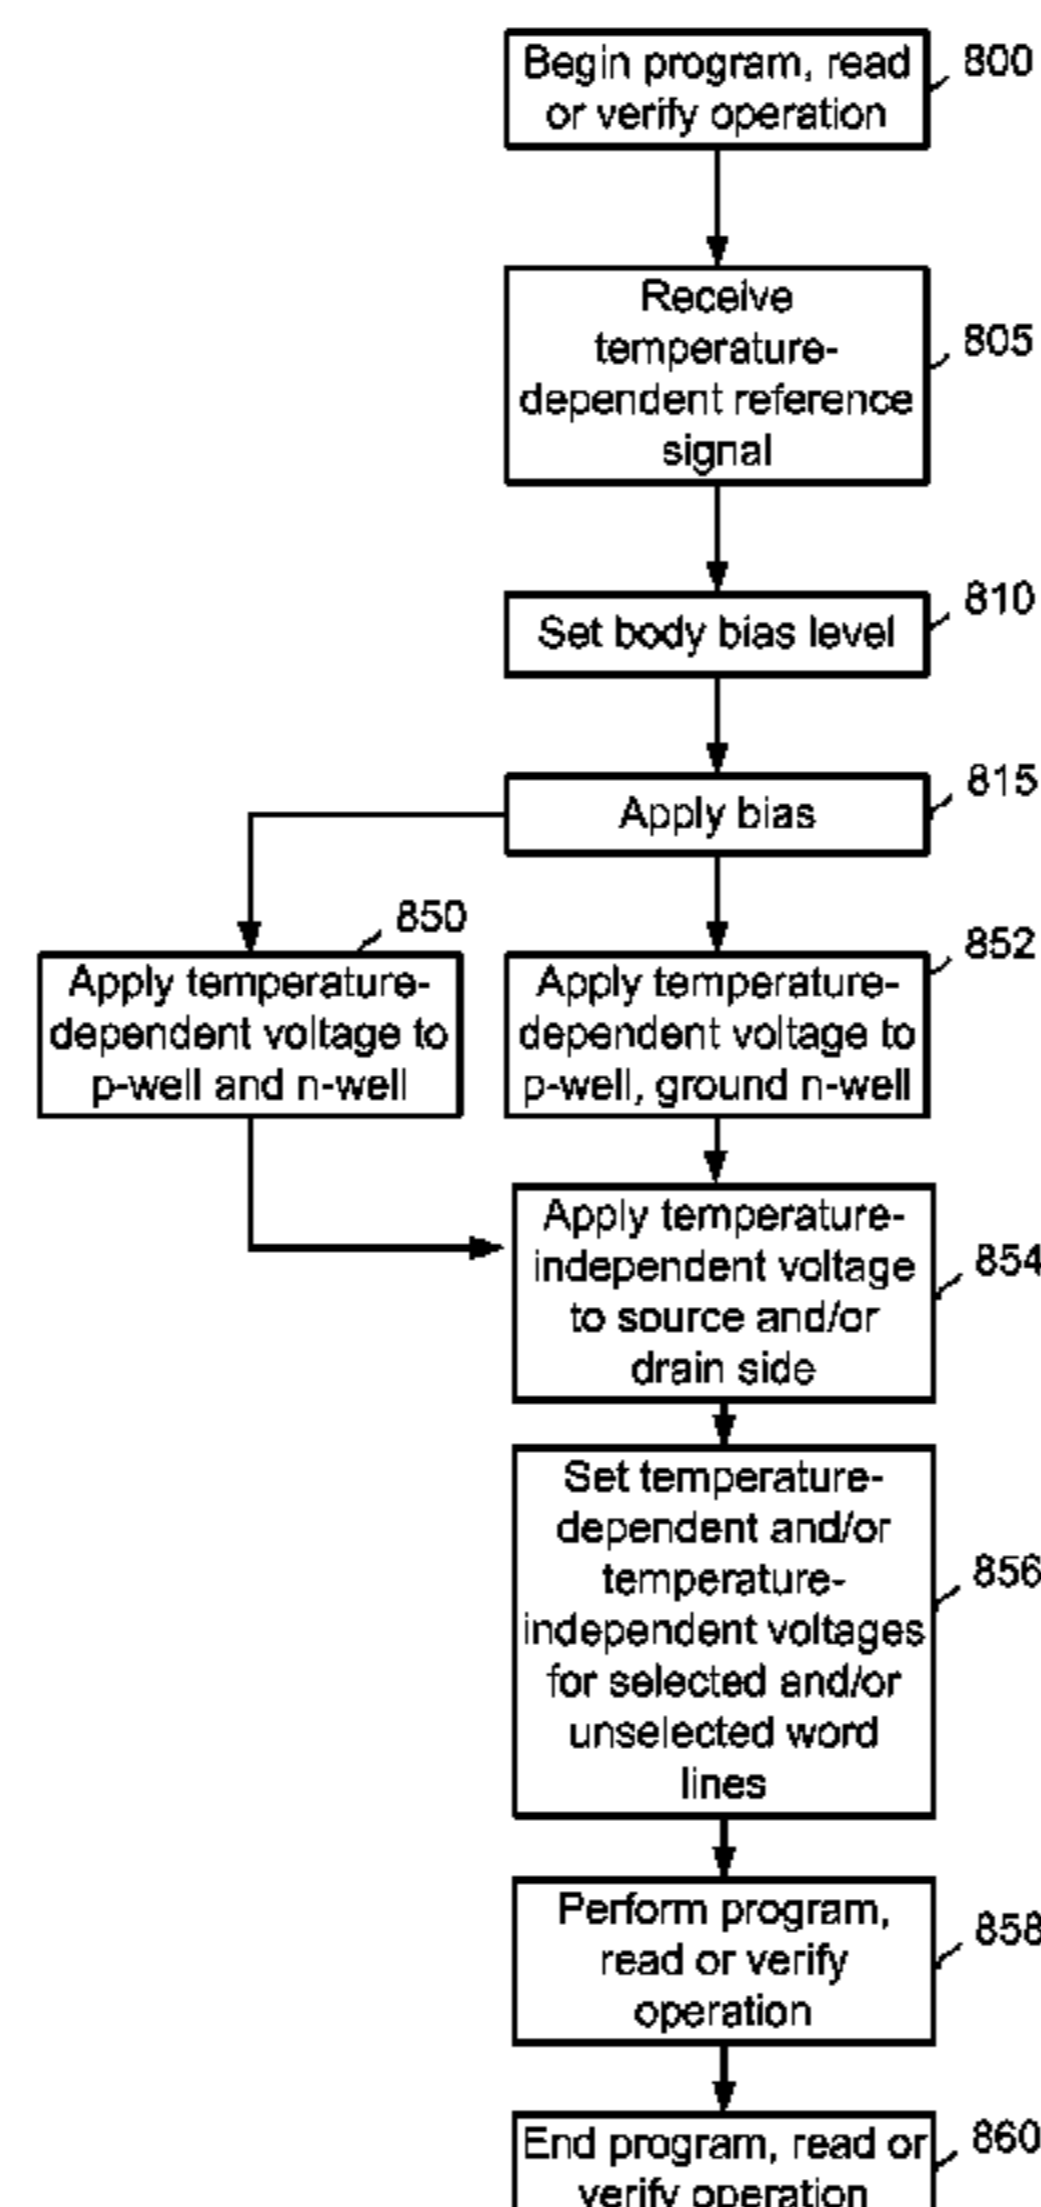 Begin program, read
or verify operation
800
Receive
temperature-
dependent reference
signal
805
Set body bias level
810
Apply bias
815
850
Apply temperature-
dependent voltage to
p-well and n-well
852
Apply temperature-
dependent voltage to
p-well, ground n-well
Apply temperature-
independent voltage
to source and/or
drain side
854
Set temperature-
dependent and/or
temperature-
independent voltages
for selected and/or
unselected word
lines
856
Perform program,
read or verify
operation
858
End program, read or
verify operation
860